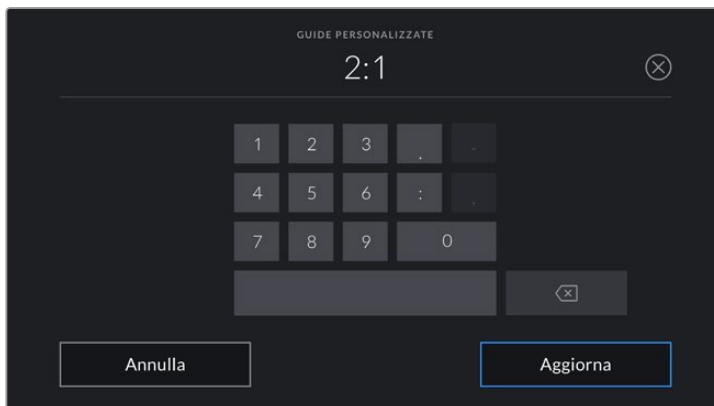 GUIDE PERSONALIZZATE
2:1
1 2 3 . -
4 5 6 : ,
7 8 9 0
Annulla Aggiorna